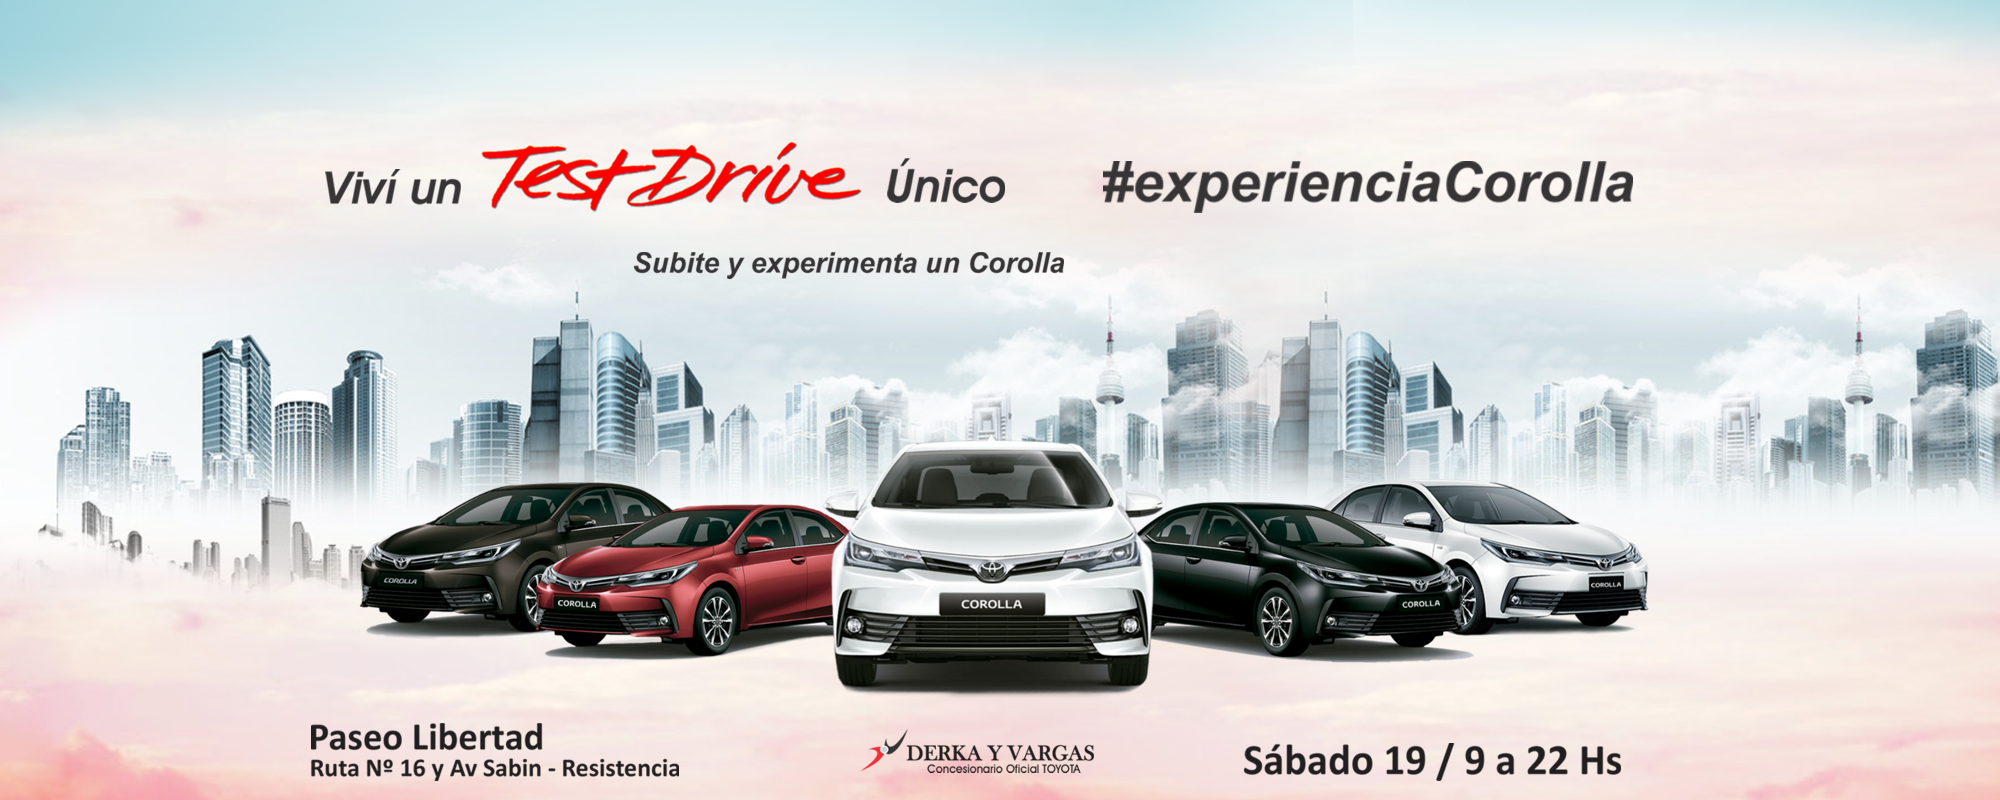 Viví un Test Drive Único
#experienciaCorolla
Subite y experimenta un Corolla
COROLLA
COROLLA
COROLLA
COROLLA
COROLLA
Paseo Libertad
Ruta Nº 16 y Av Sabin - Resistencia
DERKA Y VARGAS
Concesionario Oficial TOYOTA
Sábado 19 / 9 a 22 Hs